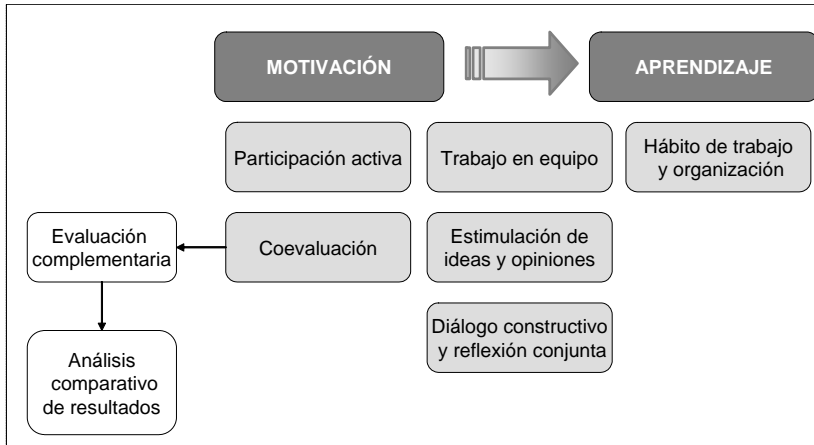 MOTIVACIÓN
APRENDIZAJE
Participación activa
Trabajo en equipo
Hábito de trabajo
y organización
Evaluación
complementaria
Coevaluación
Estimulación de
ideas y opiniones
Diálogo constructivo
y reflexión conjunta
Análisis
comparativo
de resultados